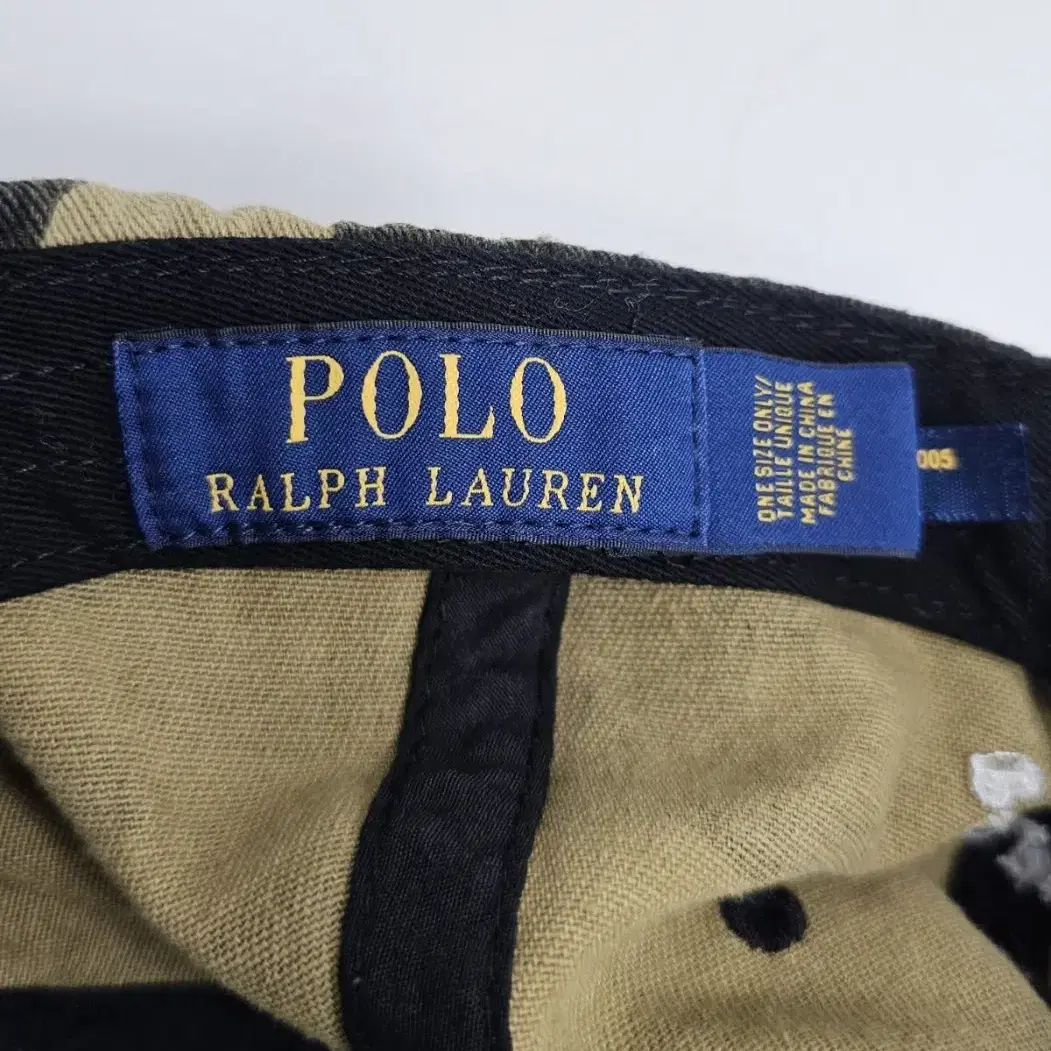 POLO
RALPH LAUREN
ONE SIZE ONLY/
TAILLE UNIQUE
MADE IN CHINA
FABRIQUE EN
CHINE
005